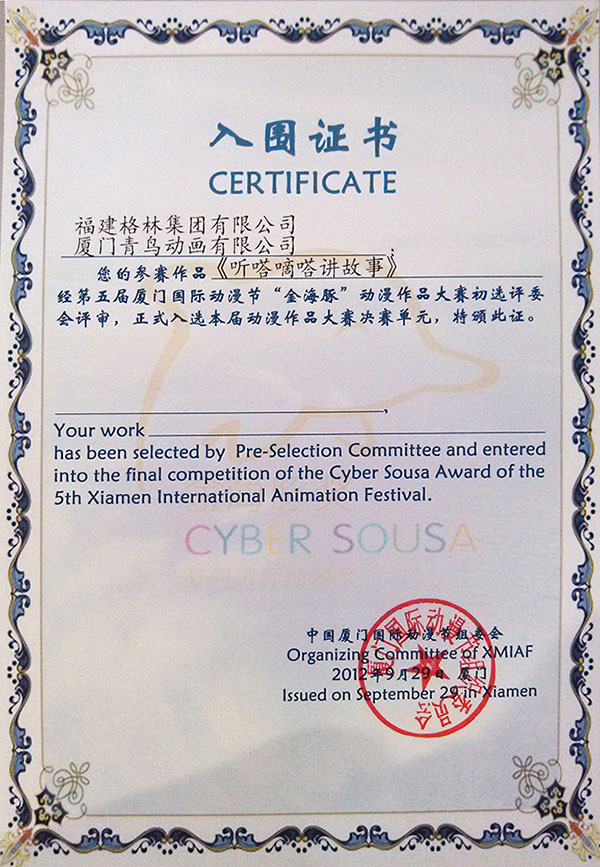 入围证书
CERTIFICATE
福建格林集团有限公司
厦门青鸟动画有限公司
您的参赛作品《听嗒嘀嗒讲故事》
经第五届厦门国际动漫节“金海豚”动漫作品大赛初选评委
会评审，正式入选本届动漫作品大赛决赛单元，特颁此证。
Your work
has been selected by Pre-Selection Committee and entered
into the final competition of the Cyber Sousa Award of the
5th Xiamen International Animation Festival.
CYBER SOUSA
中国厦门国际动漫节组委会
Organizing Committee of XMIAF
2012年9月29日 厦门
Issued on September 29 in Xiamen